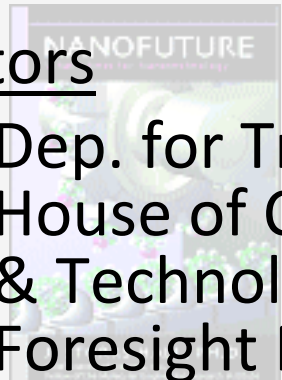 NANOFUTURE
tors
Dep. for Tr
House of C
& Technol
Foresight